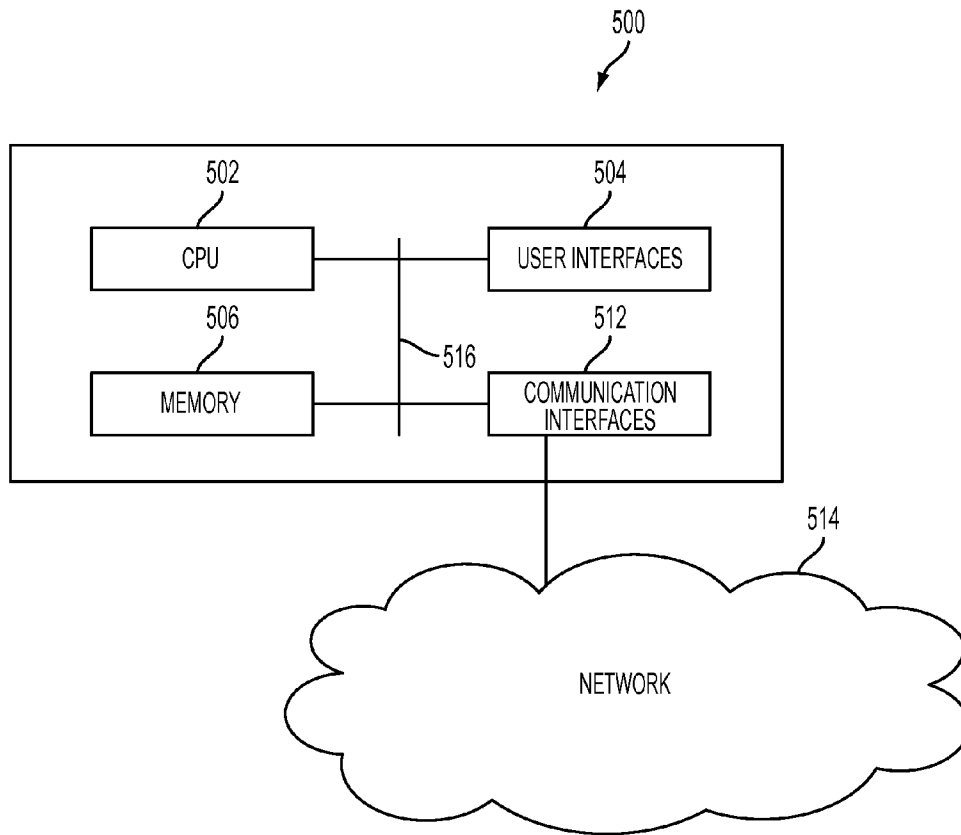 500
502
504
CPU
USER INTERFACES
506
516
512
MEMORY
COMMUNICATION
INTERFACES
514
NETWORK